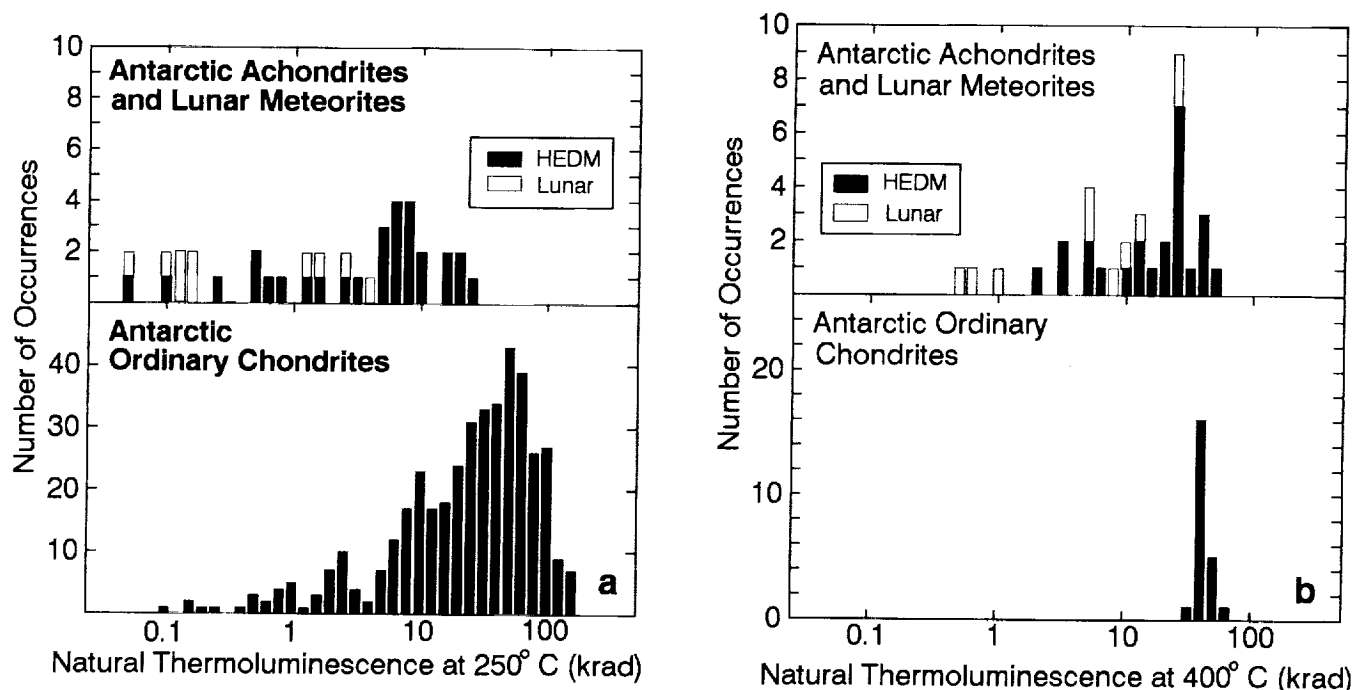 10
8
6
4
2
Antarctic Achondrites
and Lunar Meteorites
HEDM
Lunar
Number of Occurrences
40
30
20
10
Antarctic
Ordinary Chondrites
a
0.1 1 10 100
Natural Thermoluminescence at 250° C (krad)
10
8
6
4
2
Antarctic Achondrites
and Lunar Meteorites
HEDM
Lunar
Number of Occurrences
20
10
0
Antarctic Ordinary
Chondrites
b
0.1 1 10 100
Natural Thermoluminescence at 400° C (krad)